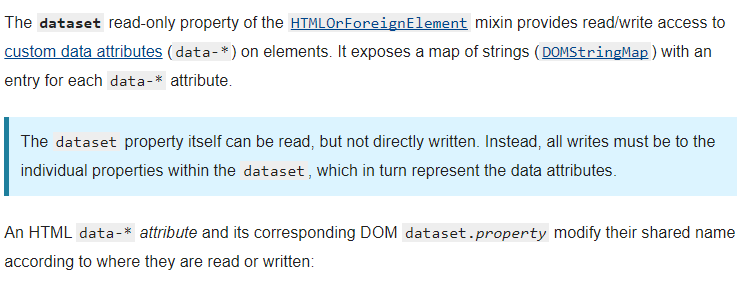 The dataset read-only property of the HTMLOrForeignElement mixin provides read/write access to
custom data attributes (data-*) on elements. It exposes a map of strings (DOMStringMap) with an
entry for each data-* attribute.
The dataset property itself can be read, but not directly written. Instead, all writes must be to the
individual properties within the dataset, which in turn represent the data attributes.
An HTML data-* attribute and its corresponding DOM dataset.property modify their shared name
according to where they are read or written: